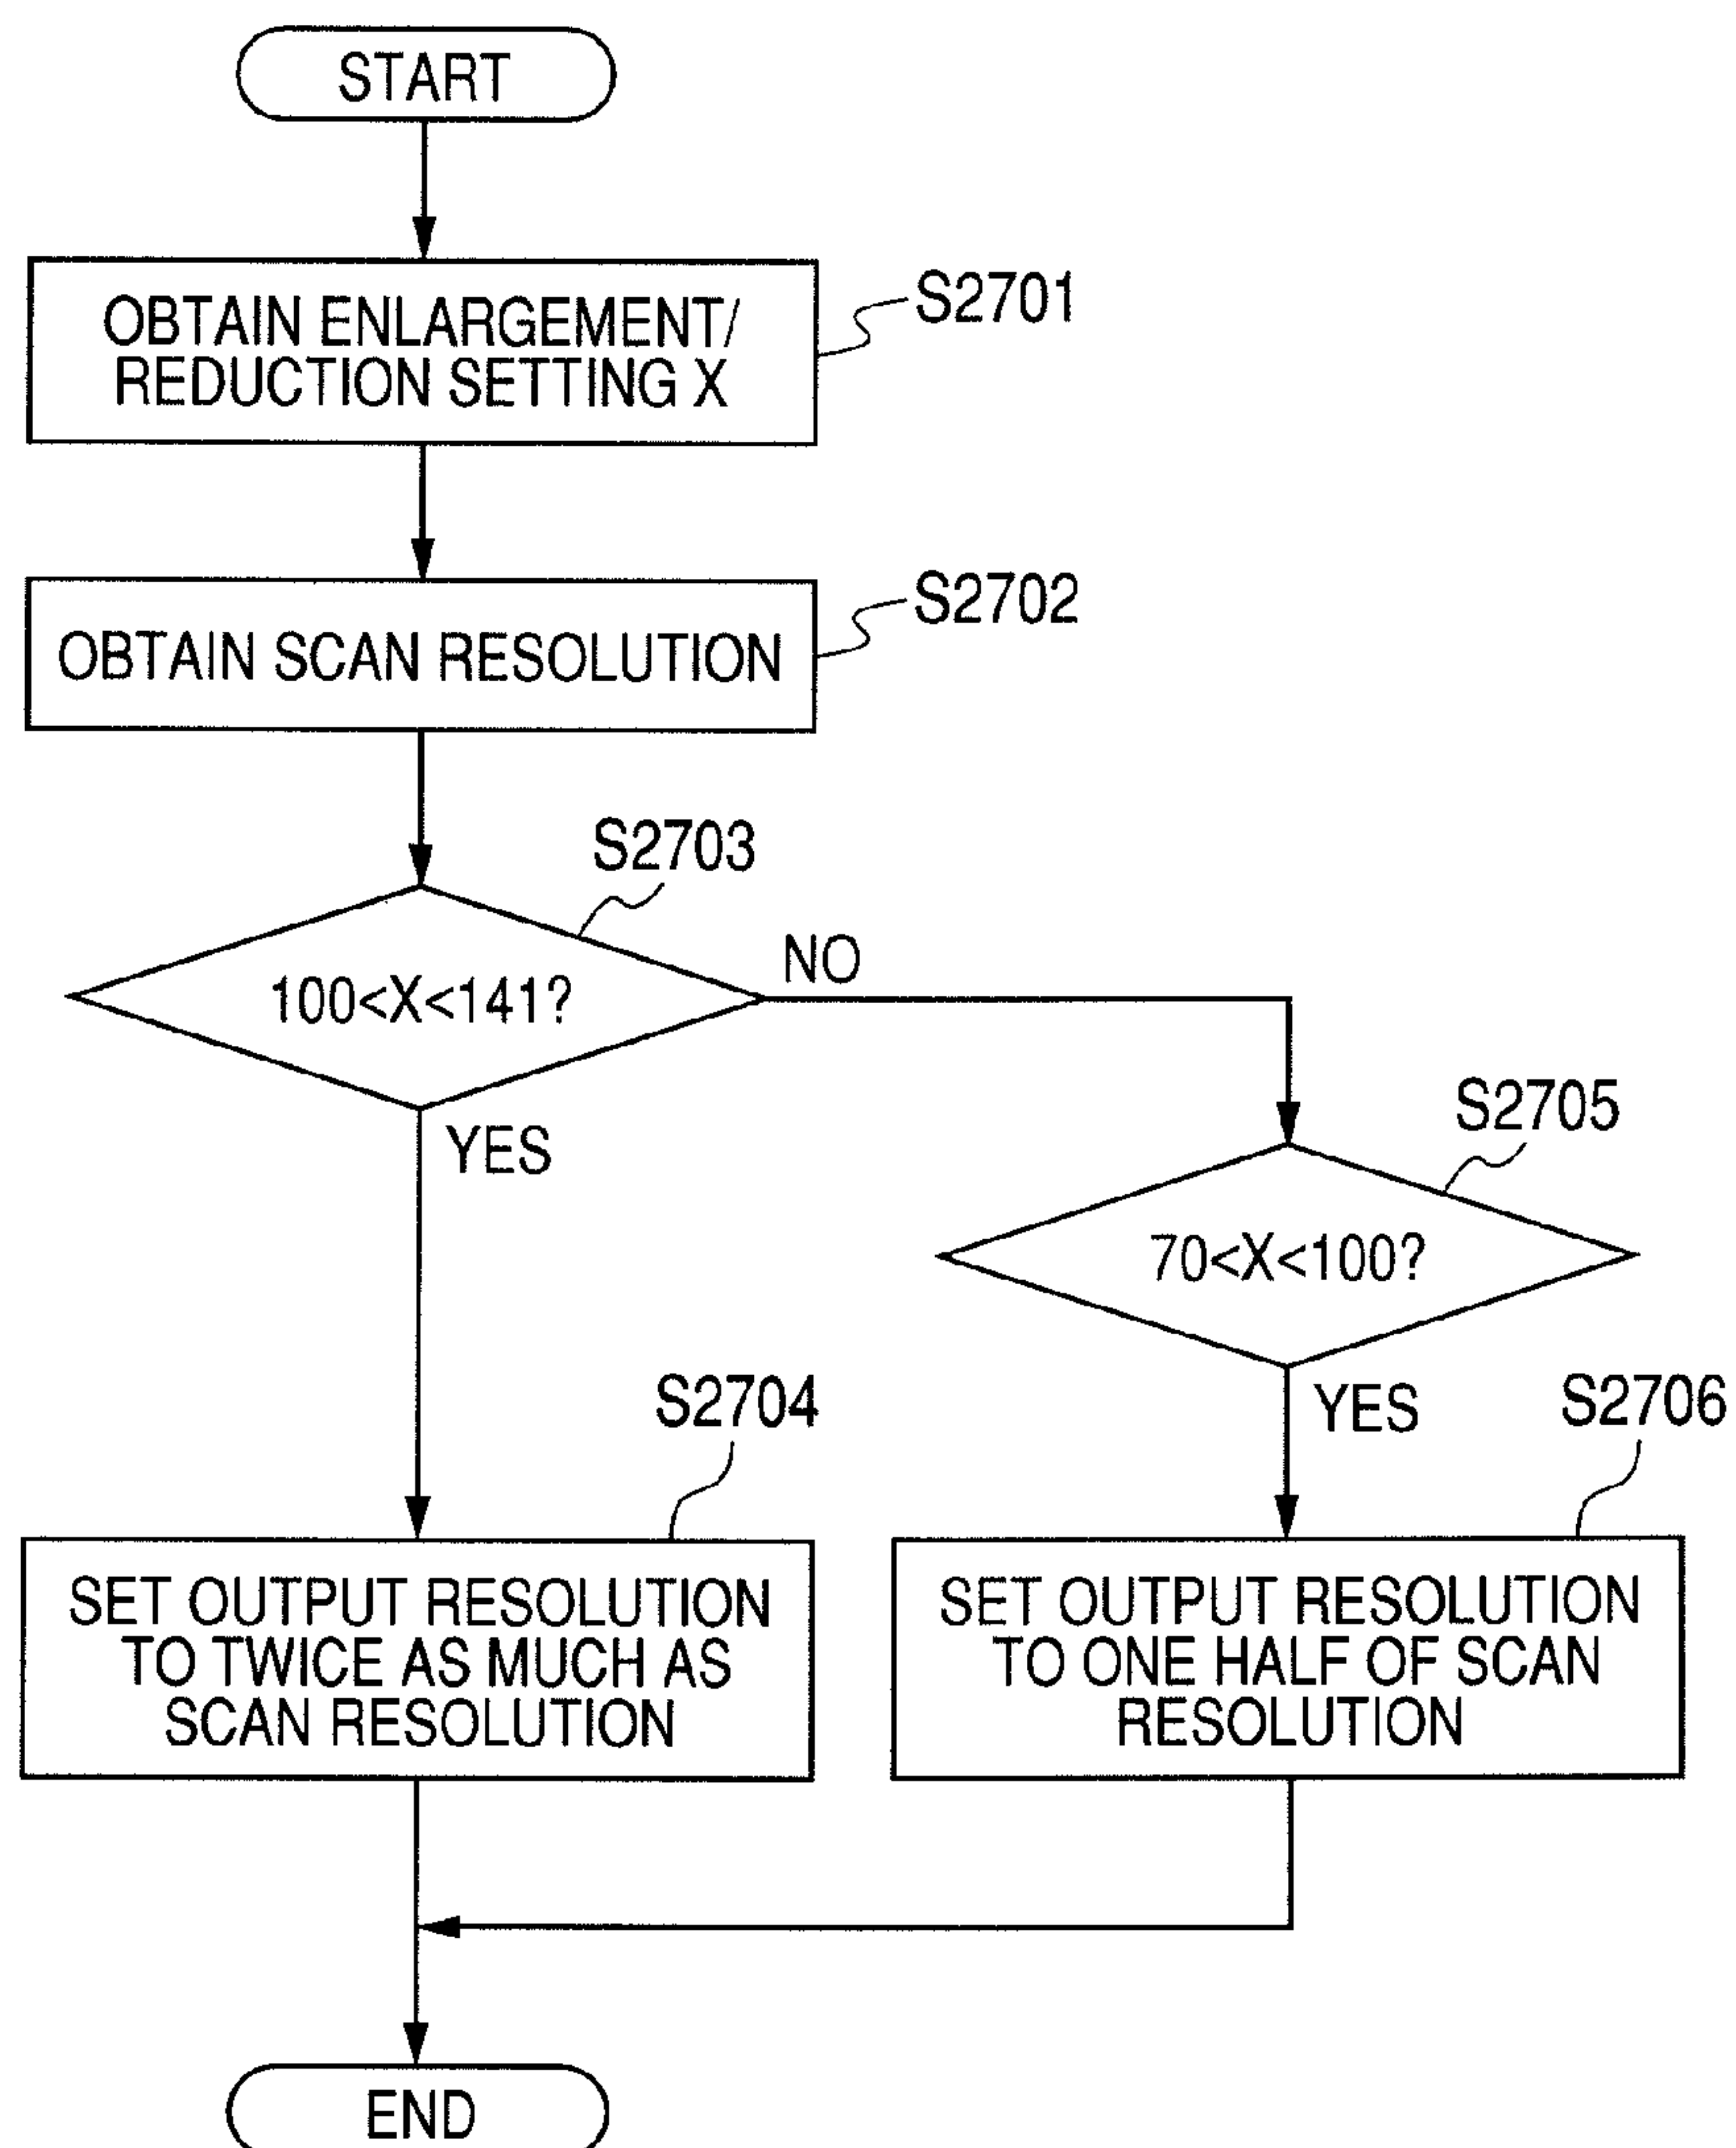 START
OBTAIN ENLARGEMENT/
REDUCTION SETTING X
S2701
OBTAIN SCAN RESOLUTION
S2702
S2703
100<X<141?
NO
YES
S2705
70<X<100?
YES
S2704
SET OUTPUT RESOLUTION
TO TWICE AS MUCH AS
SCAN RESOLUTION
S2706
SET OUTPUT RESOLUTION
TO ONE HALF OF SCAN
RESOLUTION
END